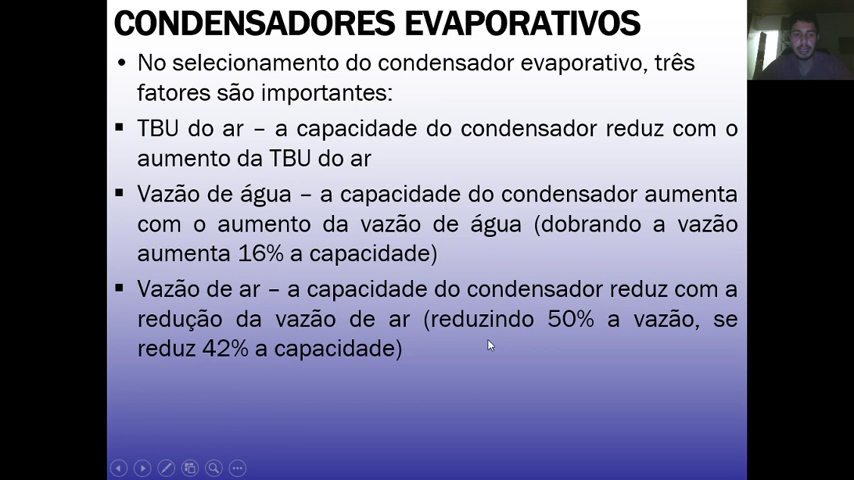 CONDENSADORES EVAPORATIVOS
• No selecionamento do condensador evaporativo, três
fatores são importantes:
▪ TBU do ar – a capacidade do condensador reduz com o
aumento da TBU do ar
▪ Vazão de água – a capacidade do condensador aumenta
com o aumento da vazão de água (dobrando a vazão
aumenta 16% a capacidade)
▪ Vazão de ar – a capacidade do condensador reduz com a
redução da vazão de ar (reduzindo 50% a vazão, se
reduz 42% a capacidade)